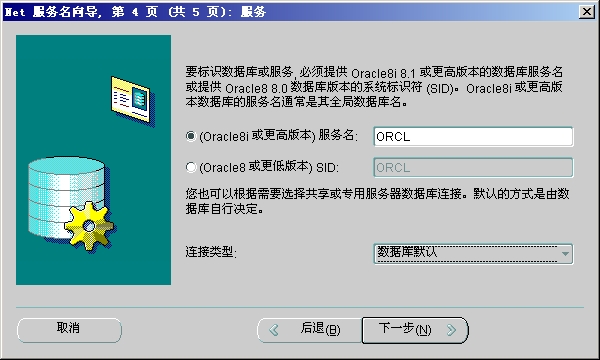 Net 服务名向导, 第 4 页 (共 5 页): 服务
要标识数据库或服务, 必须提供 Oracle8i 8.1 或更高版本的数据库服务名
或提供 Oracle8 8.0 数据库版本的系统标识符 (SID)。Oracle8i 或更高版
本数据库的服务名通常是其全局数据库名。
(Oracle8i 或更高版本) 服务名: ORCL
(Oracle8 或更低版本) SID: ORCL
您也可以根据需要选择共享或专用服务器数据库连接。默认的方式是由数
据库自行决定。
连接类型: 数据库默认
取消 后退(B) 下一步(N)